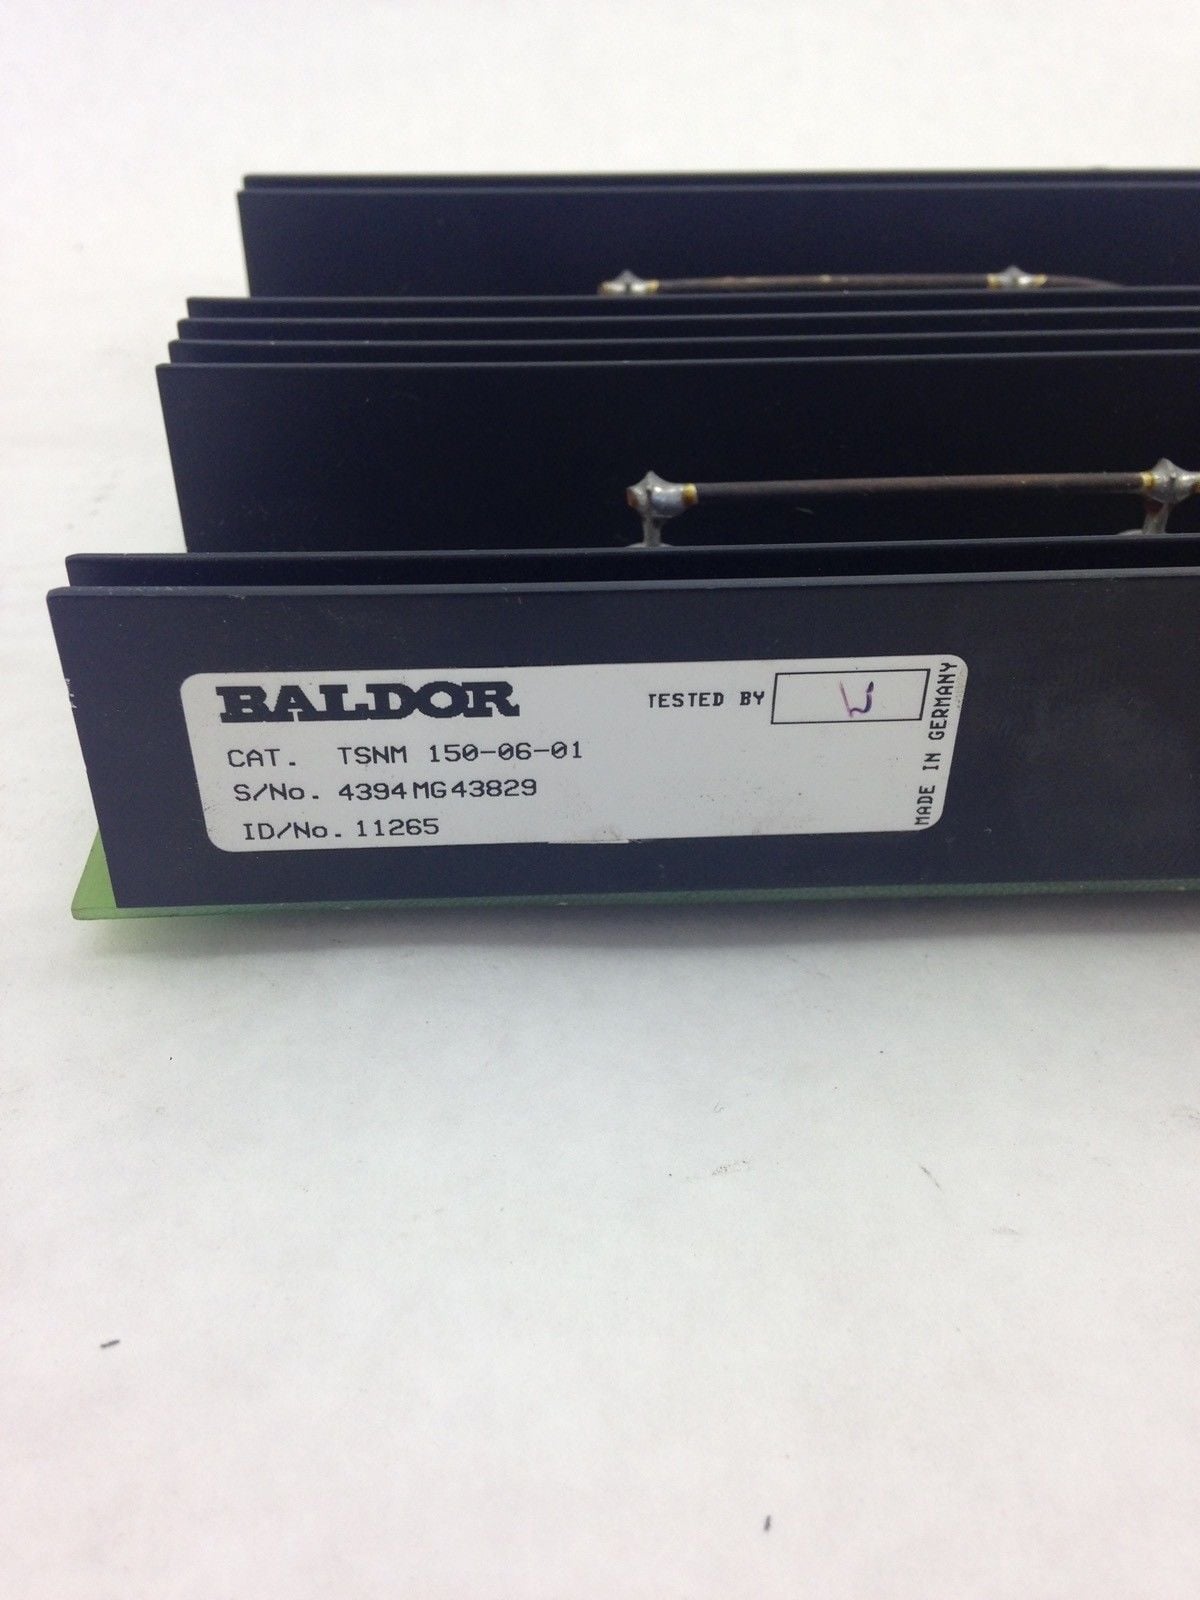 BALDOR
TESTED BY
CAT. TSNM 150-06-01
S/No. 4394MG43829
ID/No. 11265
MADE IN GERMANY